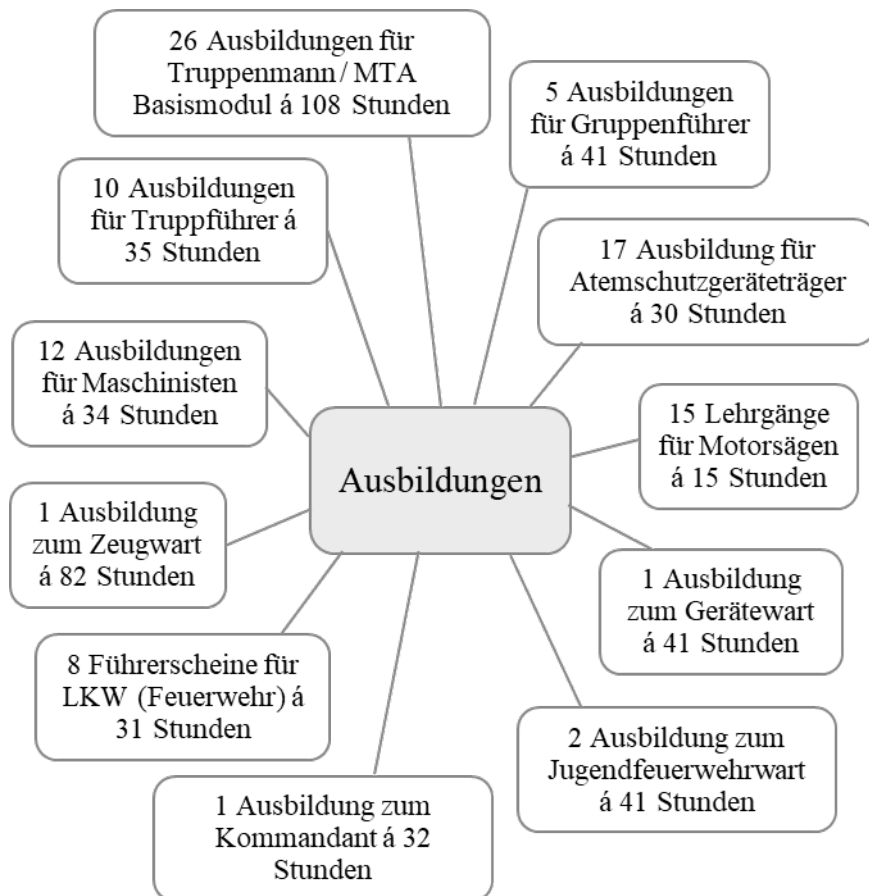 26 Ausbildungen für
Truppenmann / MTA
Basismodul á 108 Stunden
5 Ausbildungen
für Gruppenführer
á 41 Stunden
10 Ausbildungen
für Truppführer á
35 Stunden
17 Ausbildung für
Atemschutzgeräteträger
á 30 Stunden
12 Ausbildungen
für Maschinisten
á 34 Stunden
15 Lehrgänge
für Motorsägen
á 15 Stunden
Ausbildungen
1 Ausbildung
zum Zeugwart
á 82 Stunden
1 Ausbildung
zum Gerätewart
á 41 Stunden
8 Führerscheine für
LKW (Feuerwehr) á
31 Stunden
2 Ausbildung zum
Jugendfeuerwehrwart
á 41 Stunden
1 Ausbildung zum
Kommandant á 32
Stunden